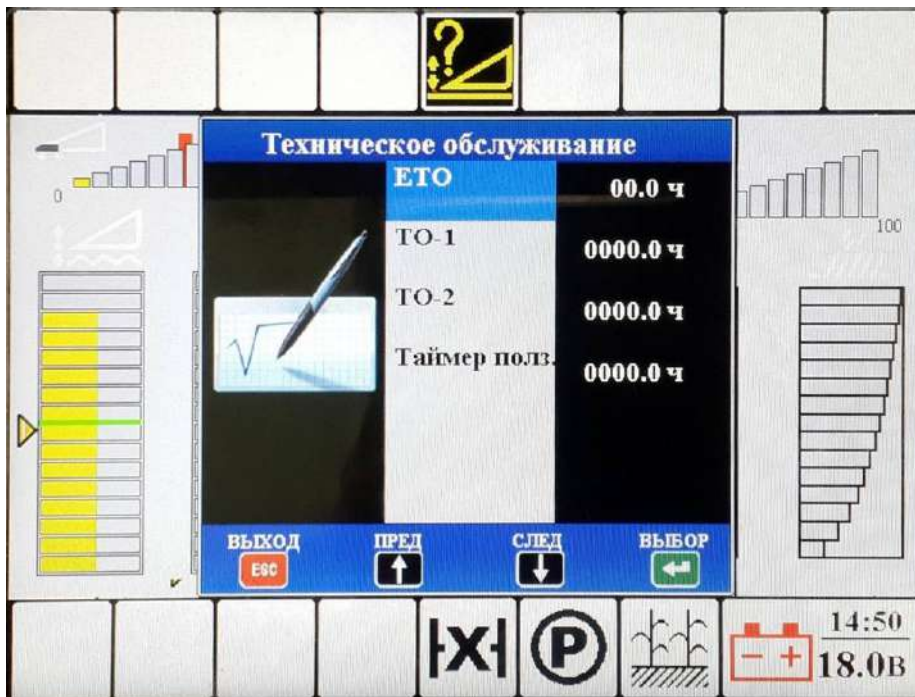 ?
Техническое обслуживание
0
100
ЕТО 00.0 ч
ТО-1 0000.0 ч
ТО-2 0000.0 ч
Таймер полз. 0000.0 ч
ВЫХОД ПРЕД СЛЕД ВЫБОР
ESC
X P
14:50
- + 18.0В